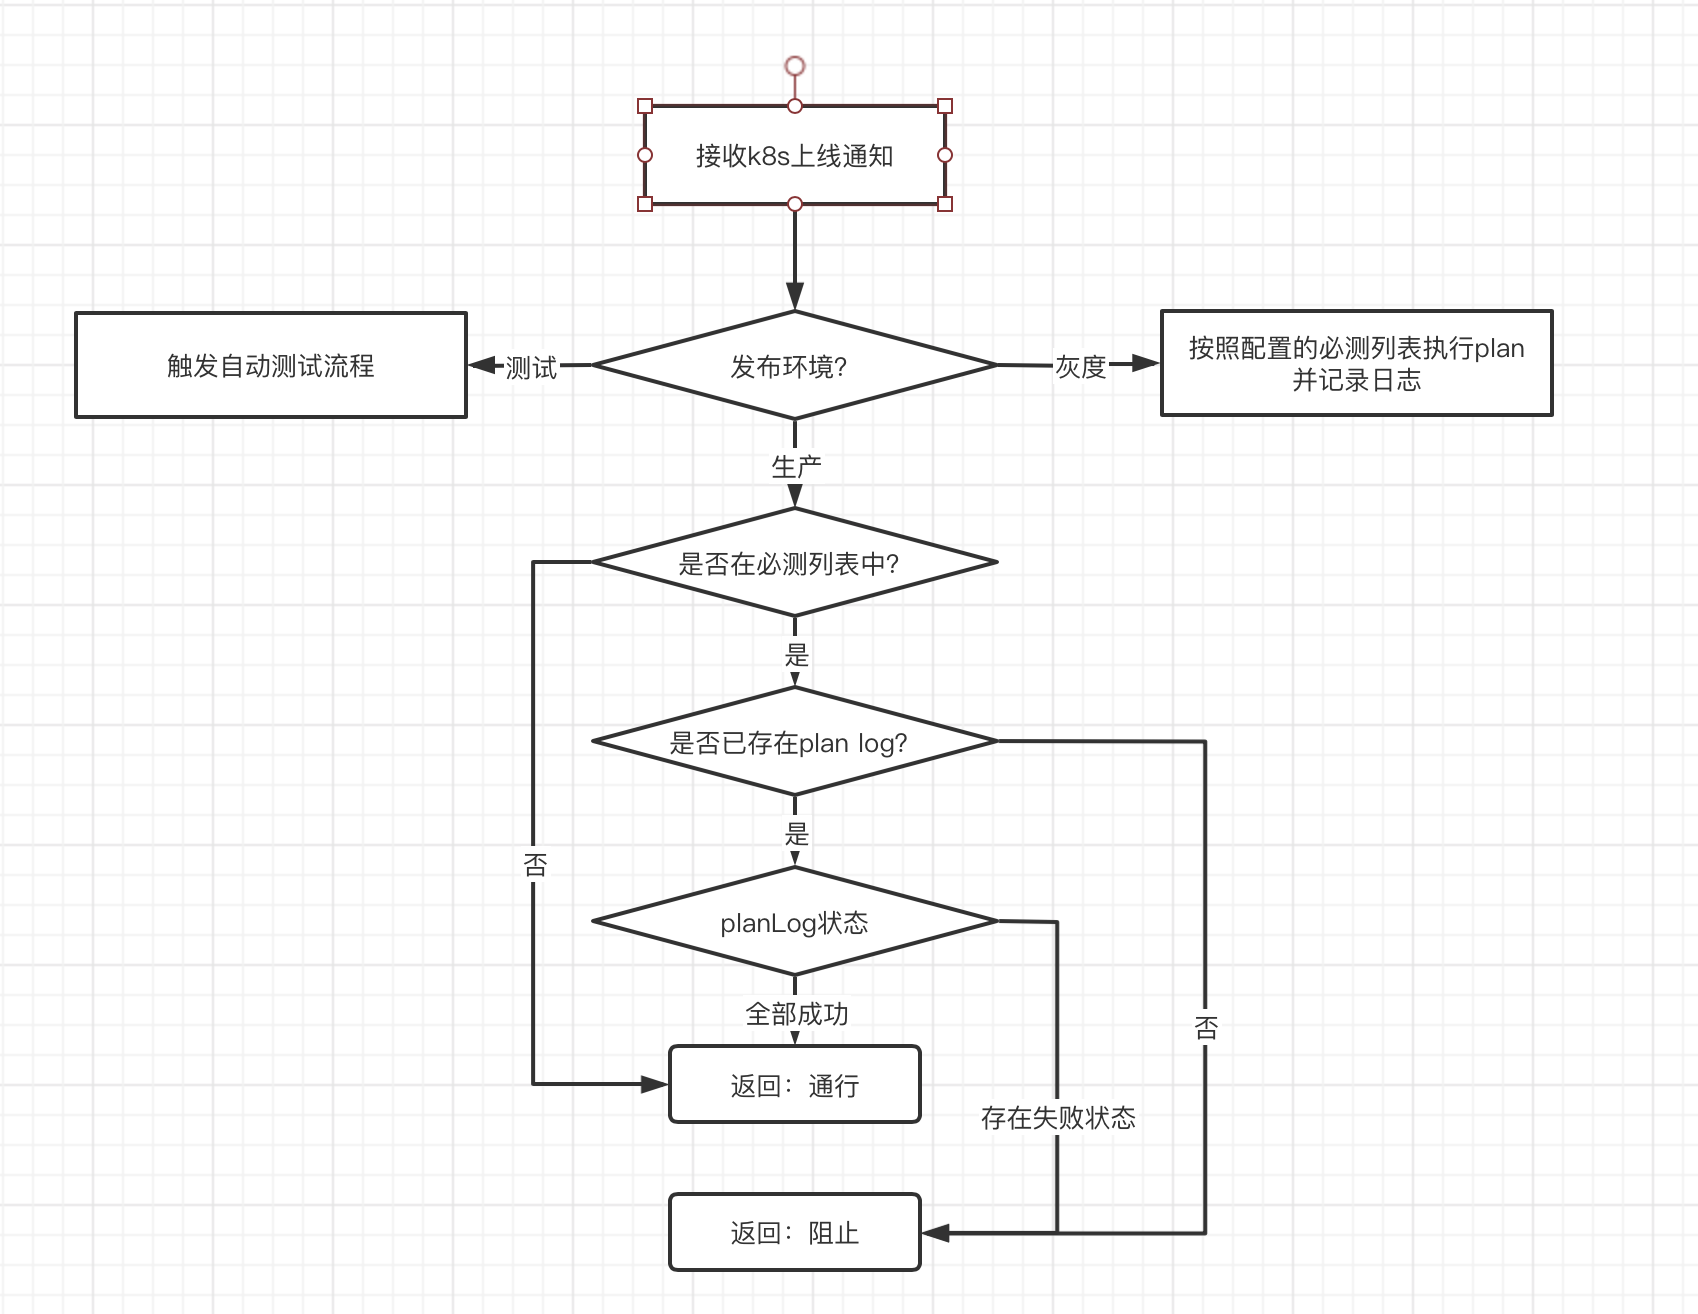 接收k8s上线通知
触发自动测试流程
测试
发布环境?
灰度
按照配置的必测列表执行plan
并记录日志
生产
是否在必测列表中?
是
是否已存在plan log?
是
否
planLog状态
全部成功
否
返回：通行
存在失败状态
返回：阻止